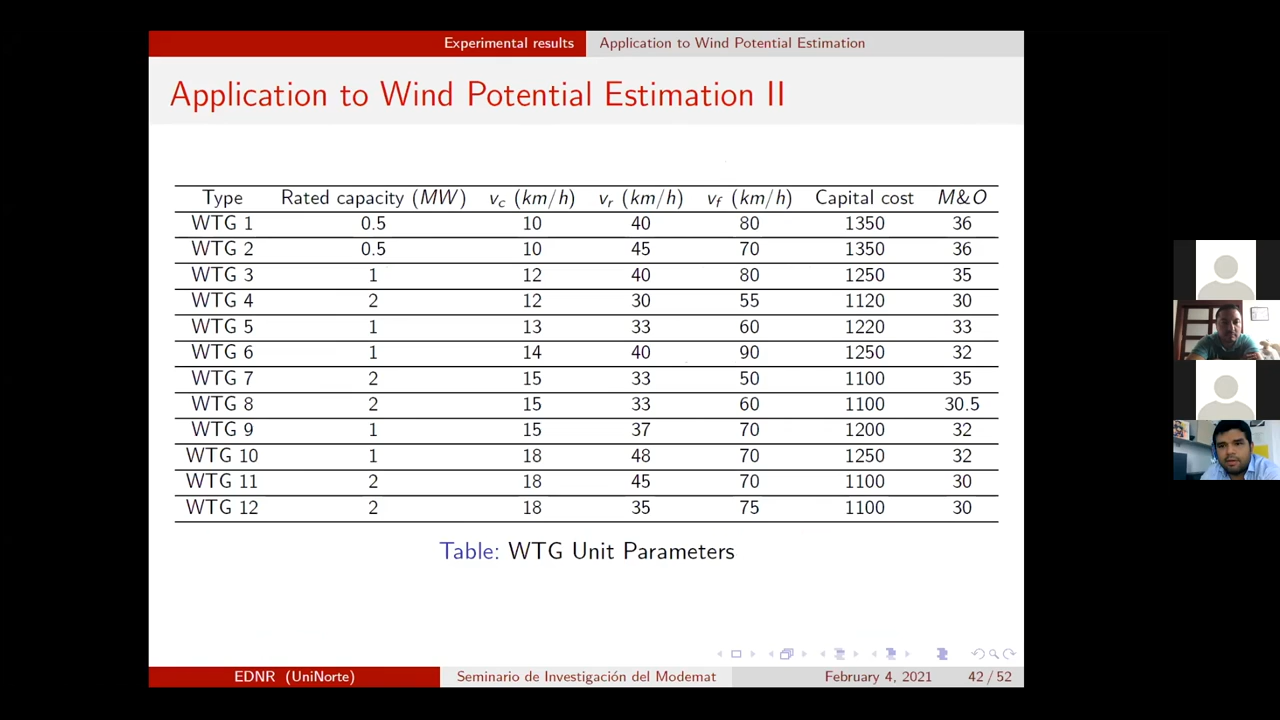 Experimental results Application to Wind Potential Estimation
Application to Wind Potential Estimation II
Type Rated capacity (MW) vc (km/h) vr (km/h) vf (km/h) Capital cost M&O
WTG 1 0.5 10 40 80 1350 36
WTG 2 0.5 10 45 70 1350 36
WTG 3 1 12 40 80 1250 35
WTG 4 2 12 30 55 1120 30
WTG 5 1 13 33 60 1220 33
WTG 6 1 14 40 90 1250 32
WTG 7 2 15 33 50 1100 35
WTG 8 2 15 33 60 1100 30.5
WTG 9 1 15 37 70 1200 32
WTG 10 1 18 48 70 1250 32
WTG 11 2 18 45 70 1100 30
WTG 12 2 18 35 75 1100 30
Table: WTG Unit Parameters
EDNR (UniNorte) Seminario de Investigación del Modemat February 4, 2021 42 / 52